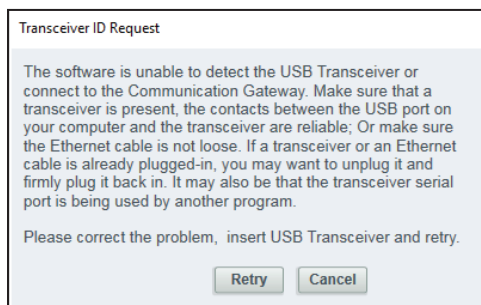 Transceiver ID Request
The software is unable to detect the USB Transceiver or
connect to the Communication Gateway. Make sure that a
transceiver is present, the contacts between the USB port on
your computer and the transceiver are reliable; Or make sure
the Ethernet cable is not loose. If a transceiver or an Ethernet
cable is already plugged-in, you may want to unplug it and
firmly plug it back in. It may also be that the transceiver serial
port is being used by another program.
Please correct the problem, insert USB Transceiver and retry.
Retry Cancel